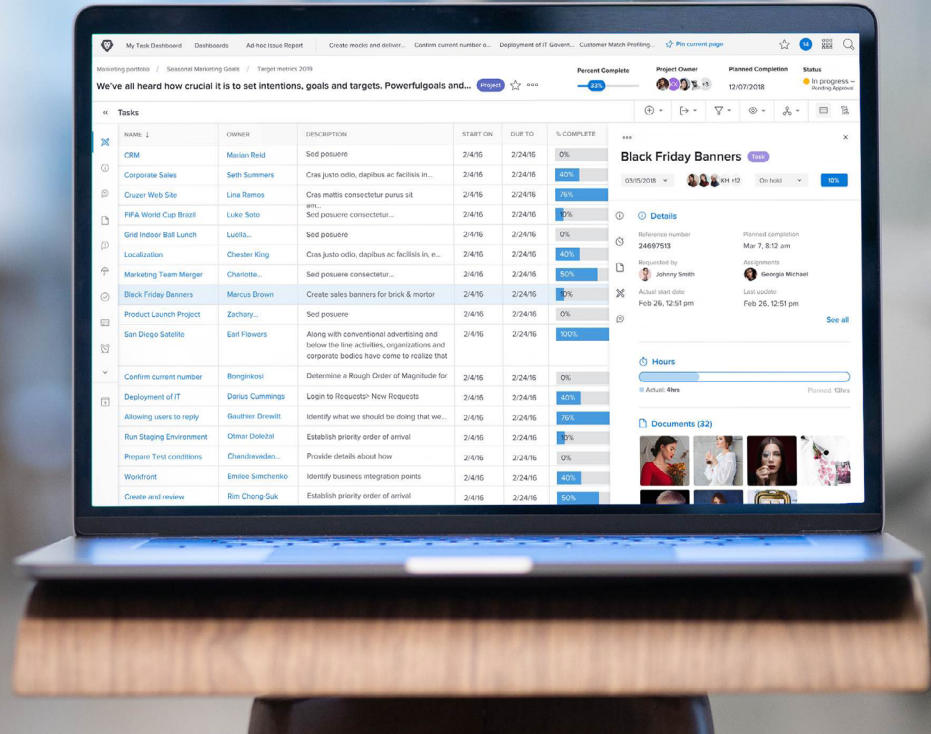 My Task Dashboard Dashboards Ad-hoc Issue Report Create mocks and deliver... Confirm current number o... Deployment of IT Govent... Customer Match Profiling... Pin current page 14
Marketing portfolio / Seasonal Marketing Goals / Target metrics 2019
Percent Complete Project Owner Planned Completion Status
We've all heard how crucial it is to set intentions, goals and targets. Powerfulgoals and... Project
33% +3 12/07/2018 In progress –
Pending Approval
Tasks
NAME ↓ OWNER DESCRIPTION START ON DUE TO % COMPLETE
CRM Marian Reid Sed posuere 2/4/16 2/24/16 0%
Corporate Sales Seth Summers Cras justo odio, dapibus ac facilisis in... 2/4/16 2/24/16 40%
Cruzer Web Site Lina Ramos Cras mattis consectetur purus sit 2/4/16 2/24/16 76%
am...
FIFA World Cup Brazil Luke Soto Sed posuere consectetur... 2/4/16 2/24/16 10%
Grid Indoor Ball Lunch Luella... Sed posuere 2/4/16 2/24/16 0%
Localization Chester King Cras justo odio, dapibus ac facilisis in, e... 2/4/16 2/24/16 40%
Marketing Team Merger Charlotte... Sed posuere consectetur... 2/4/16 2/24/16 50%
Black Friday Banners Marcus Brown Create sales banners for brick & mortor 2/4/16 2/24/16 10%
Product Launch Project Zachary... Sed posuere 2/4/16 2/24/16 0%
San Diego Satelite Earl Flowers Along with conventional advertising and 2/4/16 2/24/16 100%
below the line activities, organizations and
corporate bodies have come to realize that
Confirm current number Bonginkosi Determine a Rough Order of Magnitude for 2/4/16 2/24/16 0%
Deployment of IT Darius Cummings Login to Requests> New Requests 2/4/16 2/24/16 40%
Allowing users to reply Gauthier Drewitt Identify what we should be doing that we... 2/4/16 2/24/16 76%
Run Staging Environment Otmar Doležal Establish priority order of arrival 2/4/16 2/24/16 10%
Prepare Test conditions Chandravadan... Provide details about how 2/4/16 2/24/16 0%
Workfront Emilee Simchenko Identify business integration points 2/4/16 2/24/16 40%
Create and review Rim Chong-Suk Establish priority order of arrival 2/4/16 2/24/16 50%
Black Friday Banners Task
03/15/2018 KH +12 On hold 10%
Details
Reference number Planned completion
24697513 Mar 7, 8:12 am
Requested by Assignments
Johnny Smith Georgia Michael
Actual start date Last update
Feb 26, 12:51 pm Feb 26, 12:51 pm
See all
Hours
Actual: 4hrs Planned: 13hrs
Documents (32)